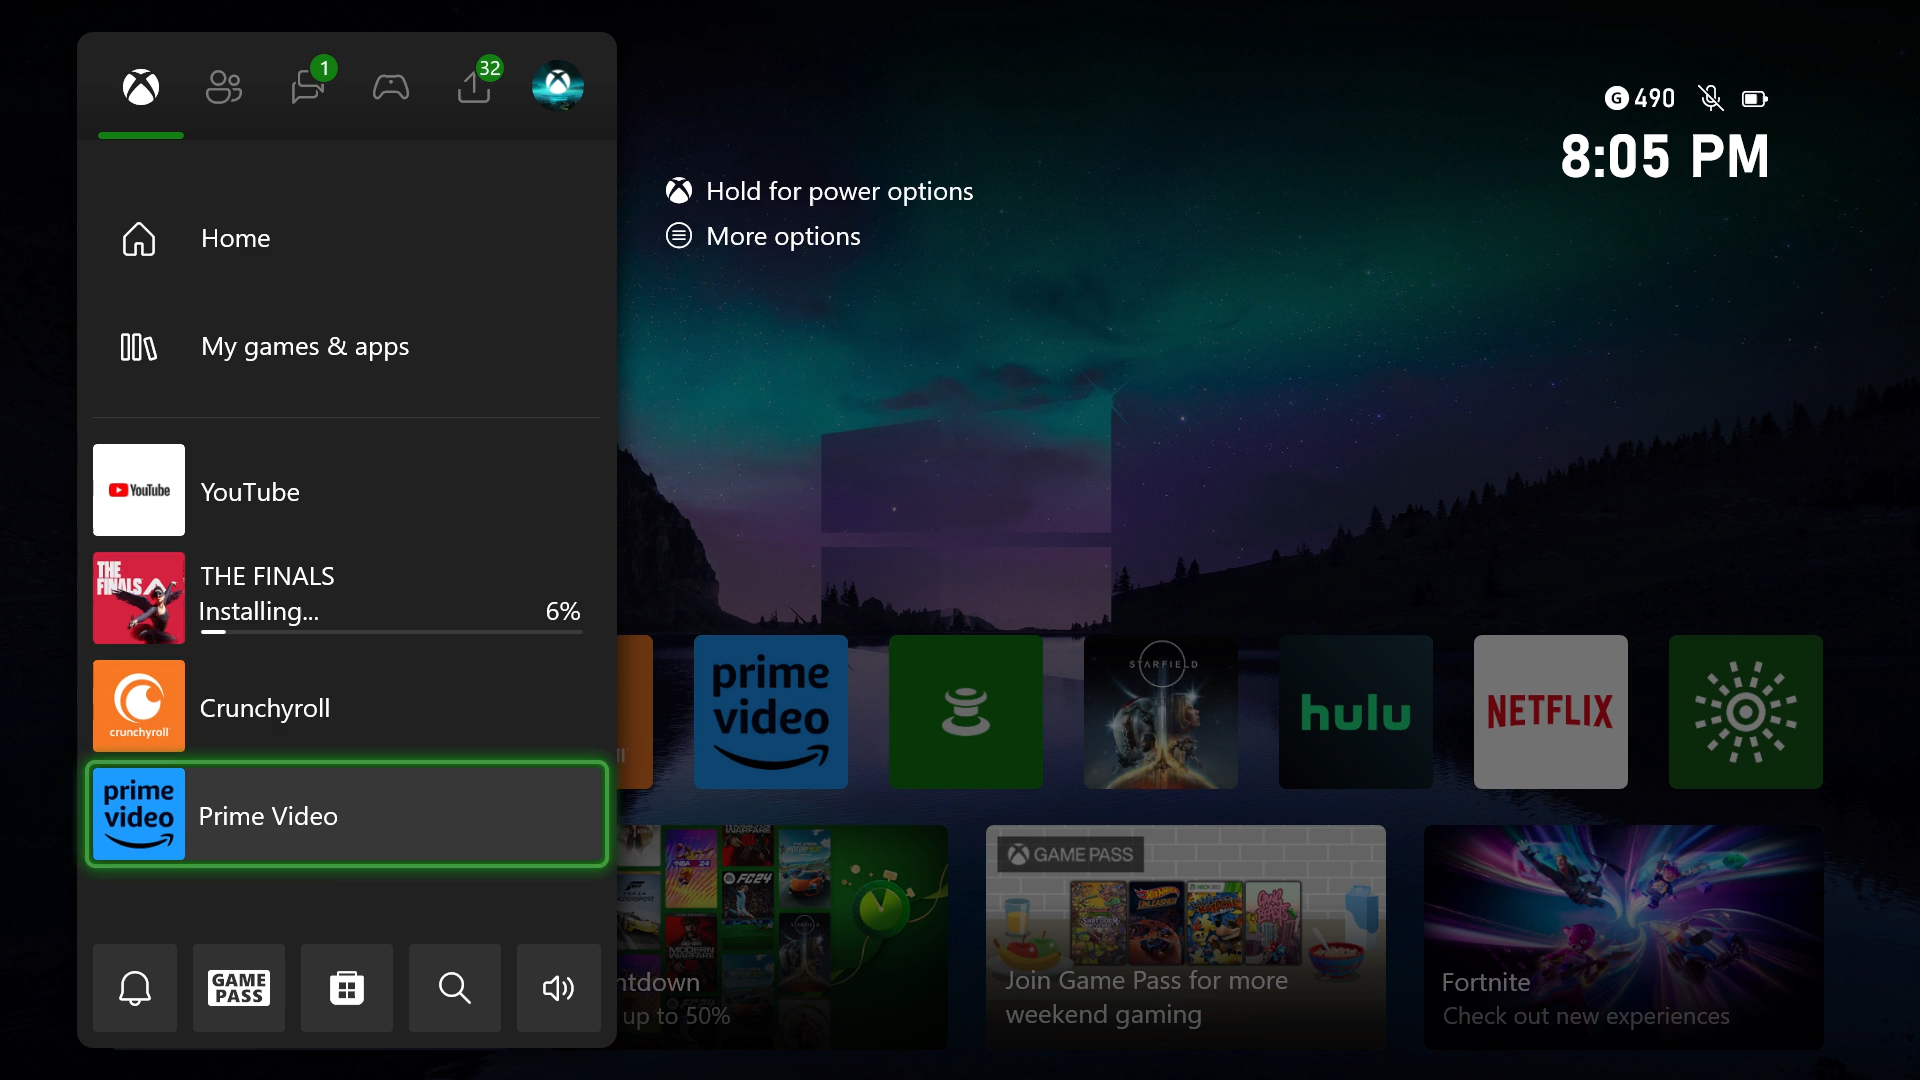 1
32
G 490
8:05 PM
Hold for power options
More options
Home
My games & apps
YouTube
YouTube
THE FINALS
THE FINALS
Installing...
6%
crunchyroll
Crunchyroll
prime video
Prime Video
prime
video
STARFIELD
hulu
NETFLIX
GAME PASS
ntdown
up to 50%
GAME PASS
Join Game Pass for more
weekend gaming
Fortnite
Check out new experiences